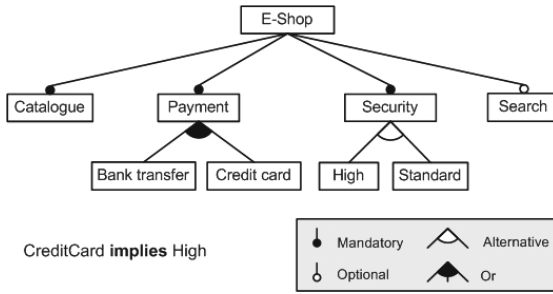 E-Shop
Catalogue Payment Security Search
Bank transfer Credit card High Standard
CreditCard implies High
Mandatory Alternative
Optional Or